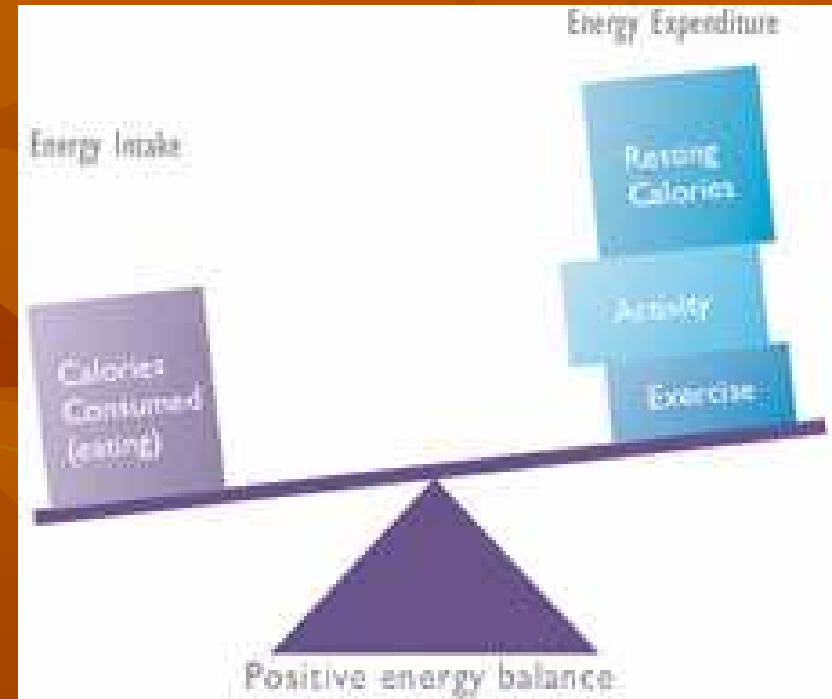 Energy Expenditure
Energy Intake
Resting
Calories
Activity
Exercise
Calories
Consumed
(eating)
Positive energy balance